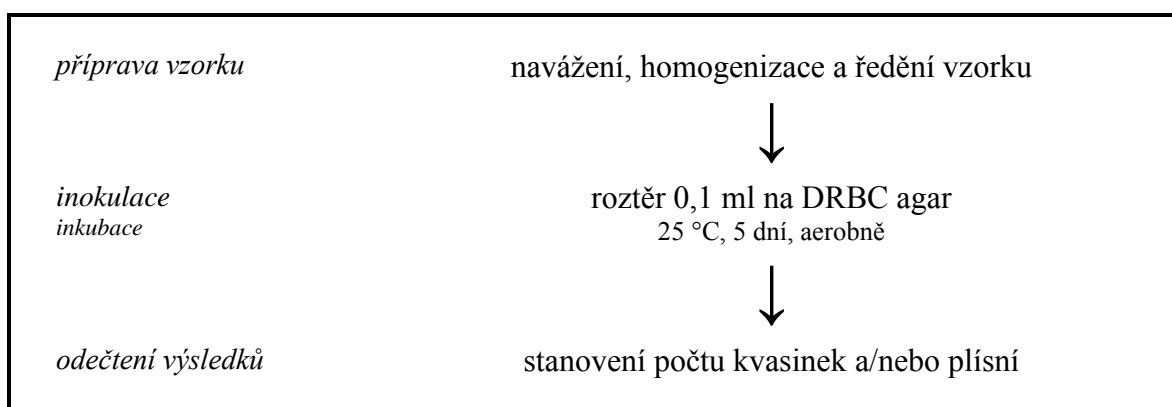 příprava vzorku
navážení, homogenizace a ředění vzorku
inokulace
roztěr 0,1 ml na DRBC agar
inkubace
25 °C, 5 dní, aerobně
odečtení výsledků
stanovení počtu kvasinek a/nebo plísní